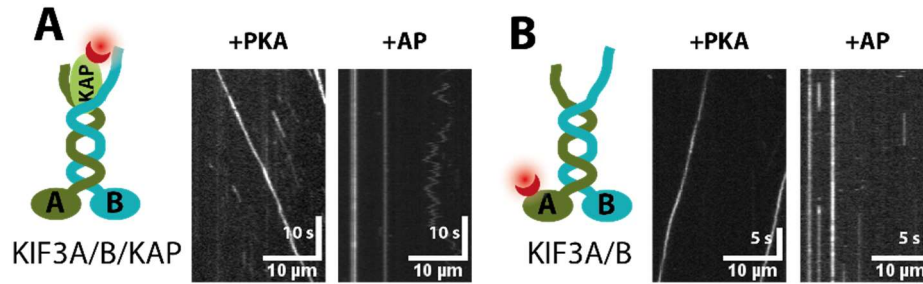 A
KAP
A
B
KIF3A/B/KAP
+PKA
10 s
10 µm
+AP
10 s
10 µm
B
A
B
KIF3A/B
+PKA
5 s
10 µm
+AP
5 s
10 µm